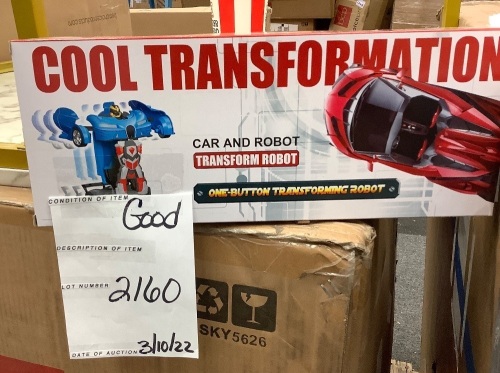 COOL TRANSFORMATION
CAR AND ROBOT
TRANSFORM ROBOT
ONE-BUTTON TRANSFORMING ROBOT
CONDITION OF ITEM
Good
DESCRIPTION OF ITEM
LOT NUMBER
2160
SKY5626
DATE OF AUCTION 3/10/22